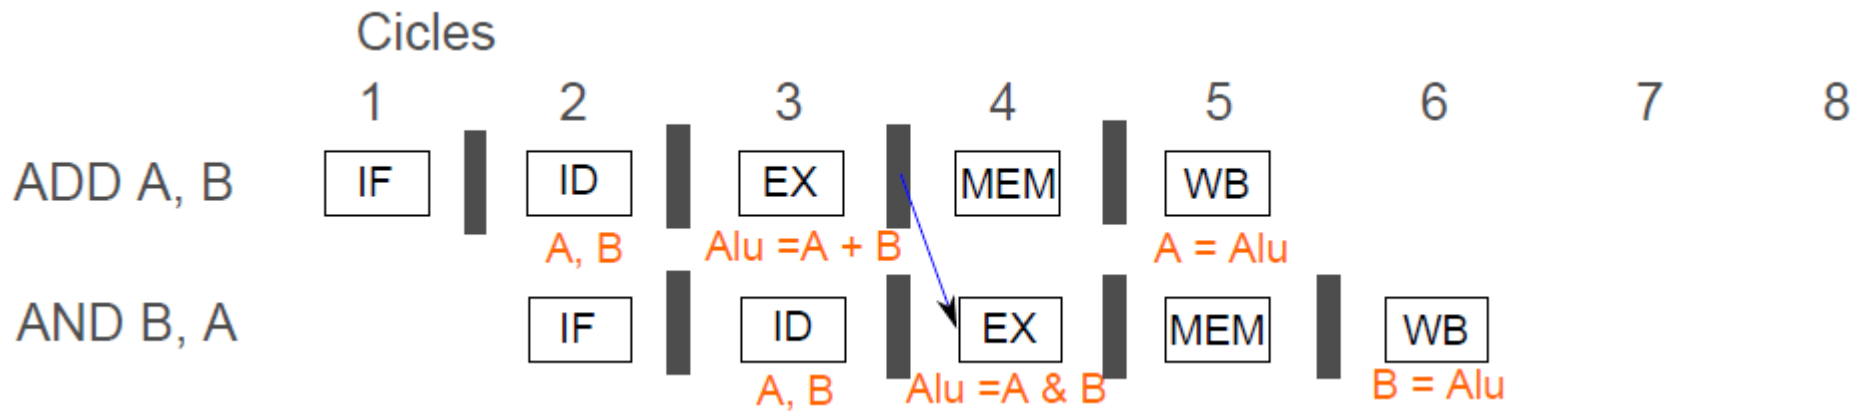 Cicles
1 2 3 4 5 6 7 8
ADD A, B IF ID EX MEM WB
A, B Alu =A + B A = Alu
AND B, A IF ID EX MEM WB
A, B Alu =A & B B = Alu